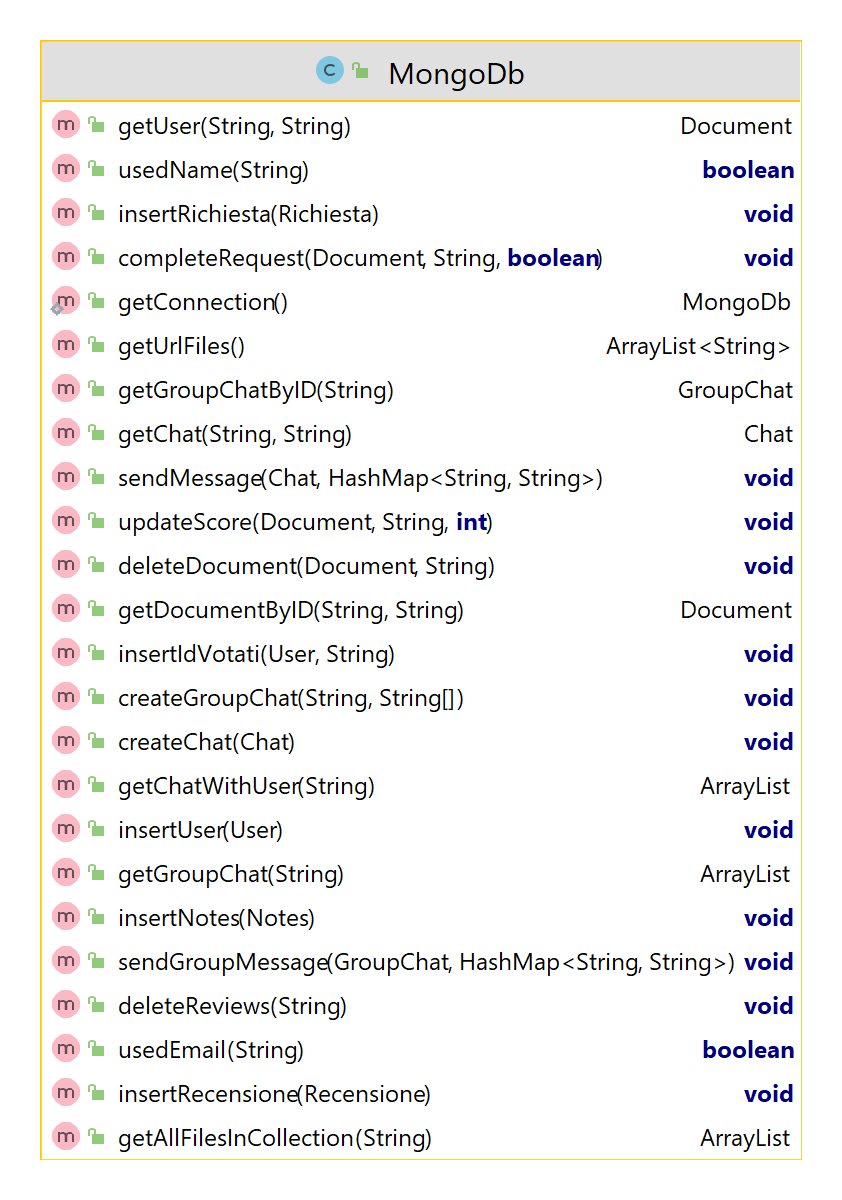 C MongoDb
m getUser(String, String) Document
m usedName(String) boolean
m insertRichiesta(Richiesta) void
m completeRequest(Document, String, boolean) void
m getConnection() MongoDb
m getUrlFiles() ArrayList<String>
m getGroupChatByID(String) GroupChat
m getChat(String, String) Chat
m sendMessage(Chat, HashMap<String, String>) void
m updateScore(Document, String, int) void
m deleteDocument(Document, String) void
m getDocumentByID(String, String) Document
m insertIdVotati(User, String) void
m createGroupChat(String, String[]) void
m createChat(Chat) void
m getChatWithUser(String) ArrayList
m insertUser(User) void
m getGroupChat(String) ArrayList
m insertNotes(Notes) void
m sendGroupMessage(GroupChat, HashMap<String, String>) void
m deleteReviews(String) void
m usedEmail(String) boolean
m insertRecensione(Recensione) void
m getAllFilesInCollection(String) ArrayList